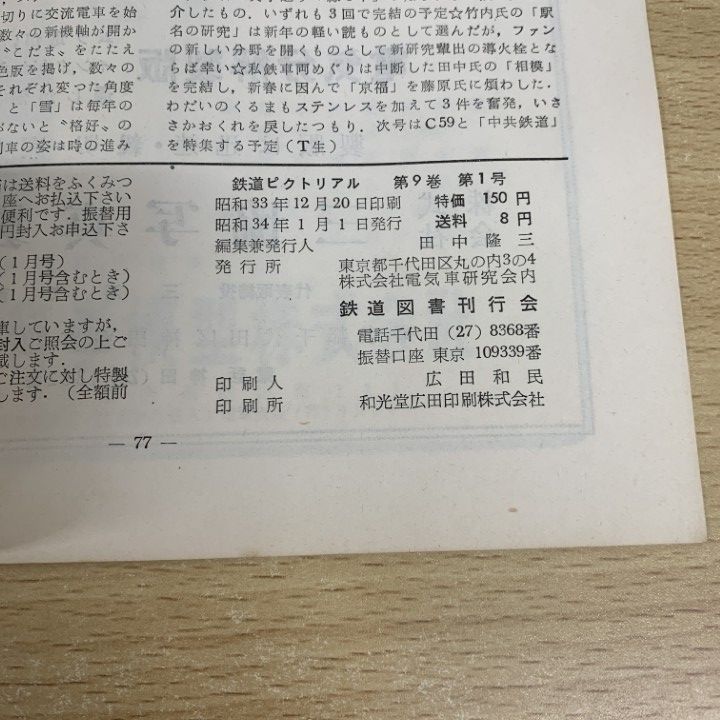 切りに交流電車を始
数々の新機軸が開か
〝こだま〟をたたえ
色版を掲げ，数々の
それぞれ変つた角度
と「雪」は毎年の
がないと〝格好〟の
列車の姿は時の進み
介したもの．いずれも3回で完結の予定☆竹内氏の「駅
名の研究」は新年の軽い読ものとして選んだが，ファン
の新しい分野を開くものとして新研究輩出の導火栓とな
らば幸い☆私鉄車両めぐりは中断した田中氏の「相模」
を完結し，新春に因んで「京福」を藤原氏に煩わした．
わだいのくるまもステンレスを加えて3件を奮発，いさ
さかおくれを戻したつもり．次号はC59と「中共鉄道」
を特集する予定（T生）
は送料をふくみつ
座へお払込下さい
便利です．振替用
円封入お申込下さ
（1月号）
（1月号含むとき）
（1月号含むとき）
庫していますが，
封入ご照会の上ご
致します．
ご注文に対し特製
します．（全額前
鉄道ピクトリアル 第9巻 第1号
昭和33年12月20日印刷 特価 150円
昭和34年1月1日発行 送料 8円
編集兼発行人 田中隆三
発行所 東京都千代田区丸の内3の4
株式会社電気車研究会内
鉄道図書刊行会
電話千代田（27）8368番
振替口座 東京 109339番
印刷人 広田和民
印刷所 和光堂広田印刷株式会社
— 77 —